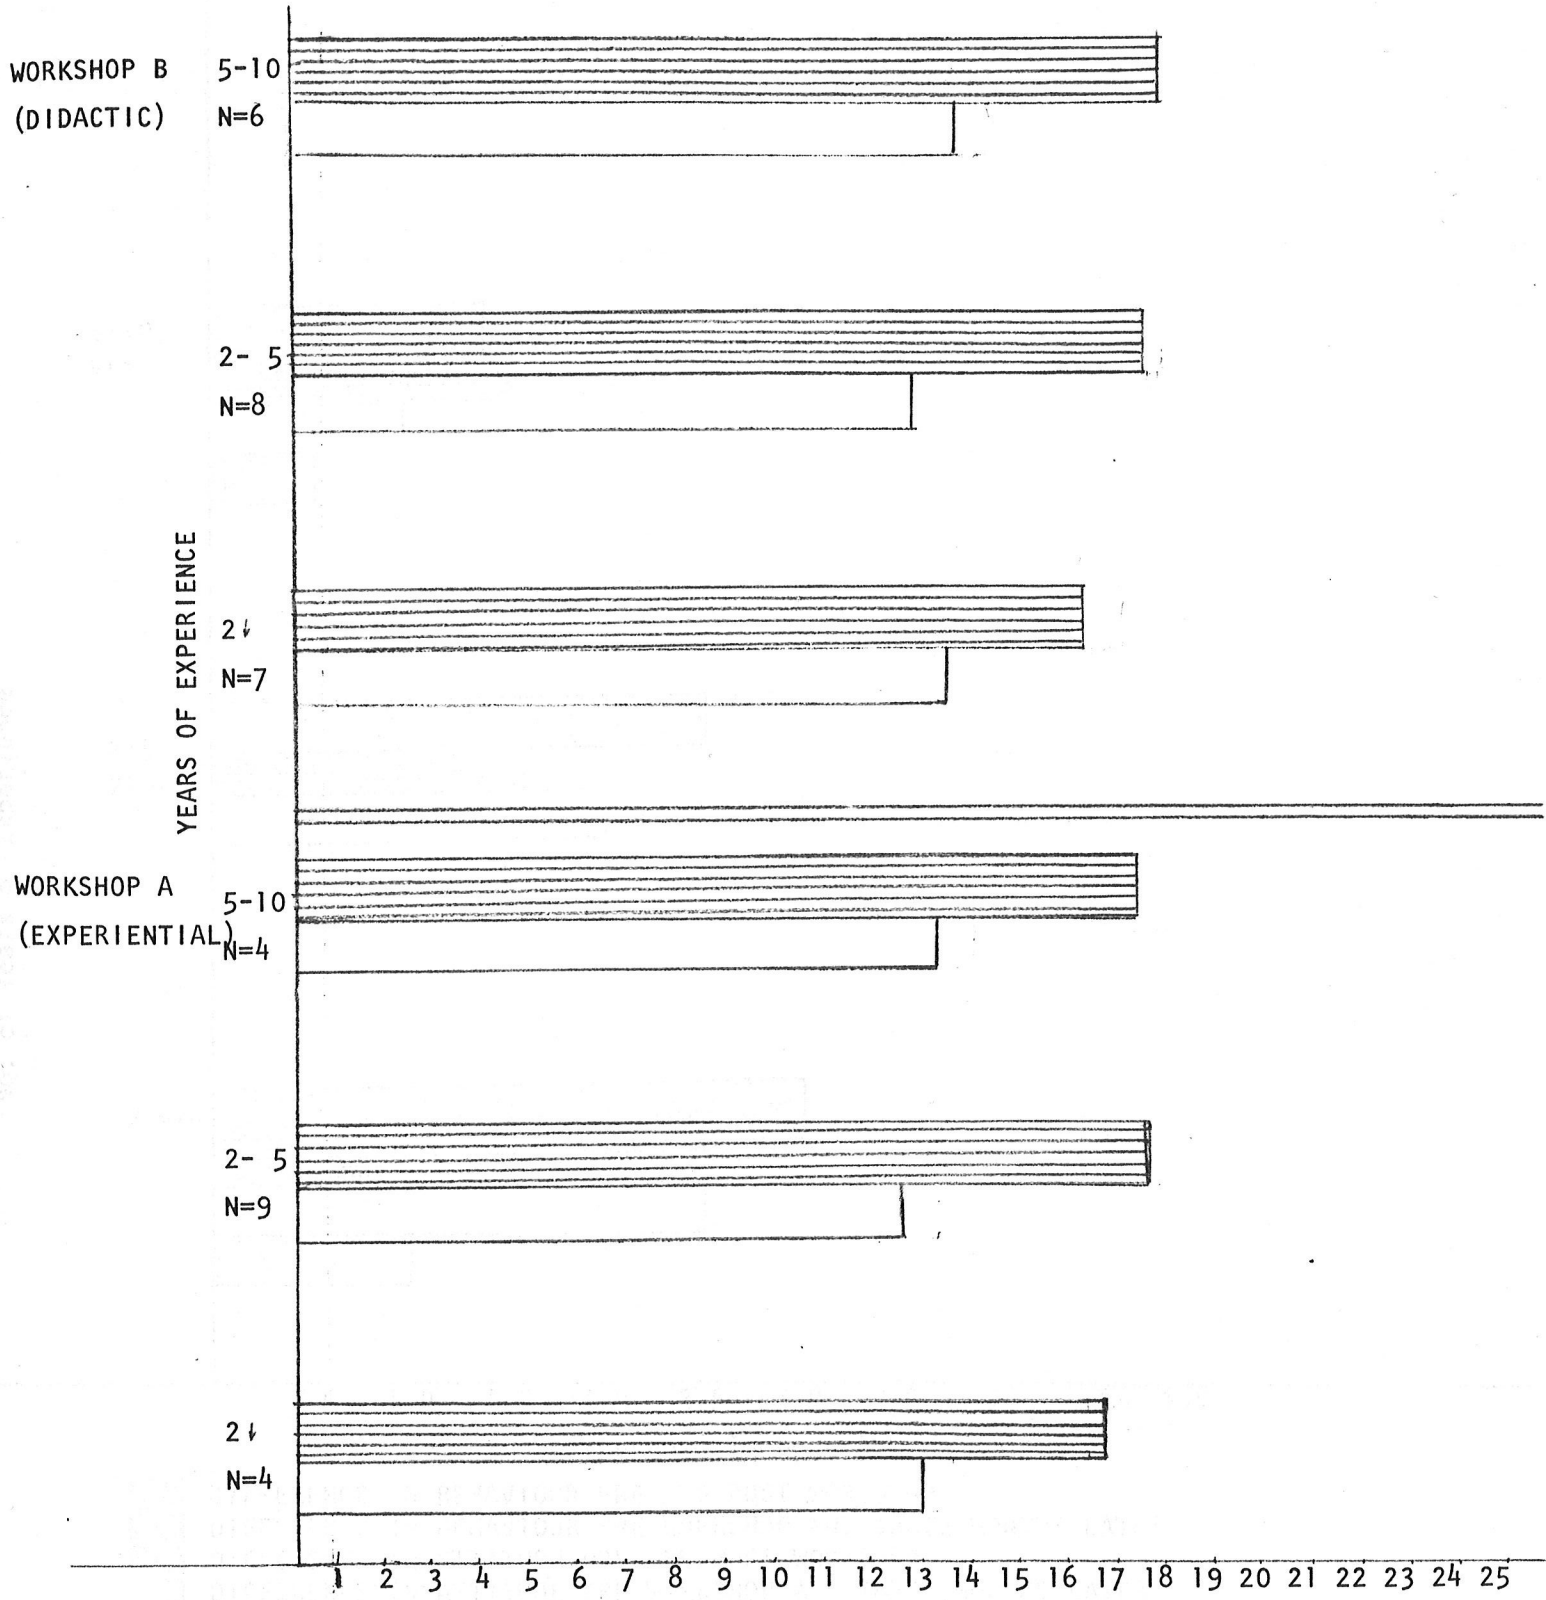 WORKSHOP B 5-10
(DIDACTIC) N=6
2- 5
N=8
YEARS OF EXPERIENCE
2↓
N=7
WORKSHOP A 5-10
(EXPERIENTIAL) N=4
2- 5
N=9
2↓
N=4
1 2 3 4 5 6 7 8 9 10 11 12 13 14 15 16 17 18 19 20 21 22 23 24 25